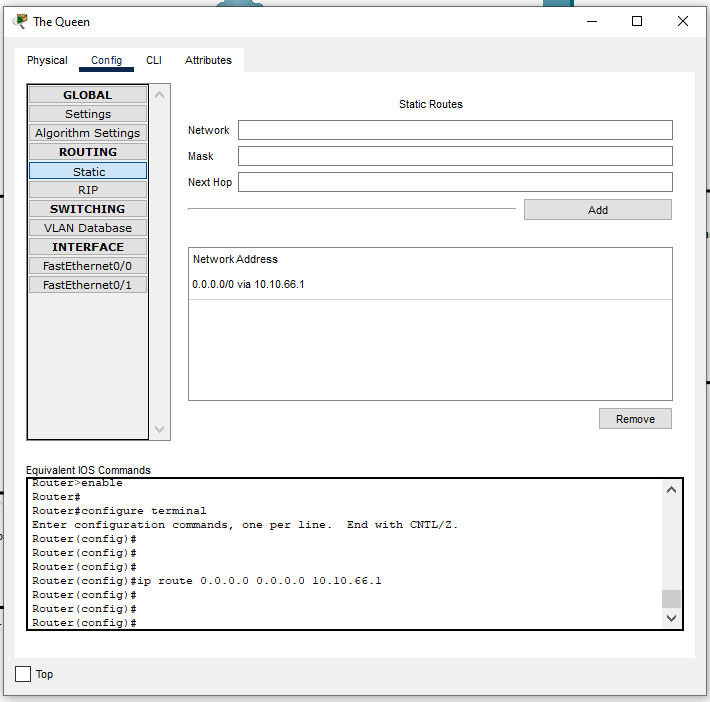 The Queen
Physical Config CLI Attributes
GLOBAL
Settings
Algorithm Settings
ROUTING
Static
RIP
SWITCHING
VLAN Database
INTERFACE
FastEthernet0/0
FastEthernet0/1
Static Routes
Network
Mask
Next Hop
Add
Network Address
0.0.0.0/0 via 10.10.66.1
Remove
Equivalent IOS Commands
Router>enable
Router#
Router#configure terminal
Enter configuration commands, one per line.  End with CNTL/Z.
Router(config)#
Router(config)#
Router(config)#
Router(config)#ip route 0.0.0.0 0.0.0.0 10.10.66.1
Router(config)#
Router(config)#
Router(config)#
Top